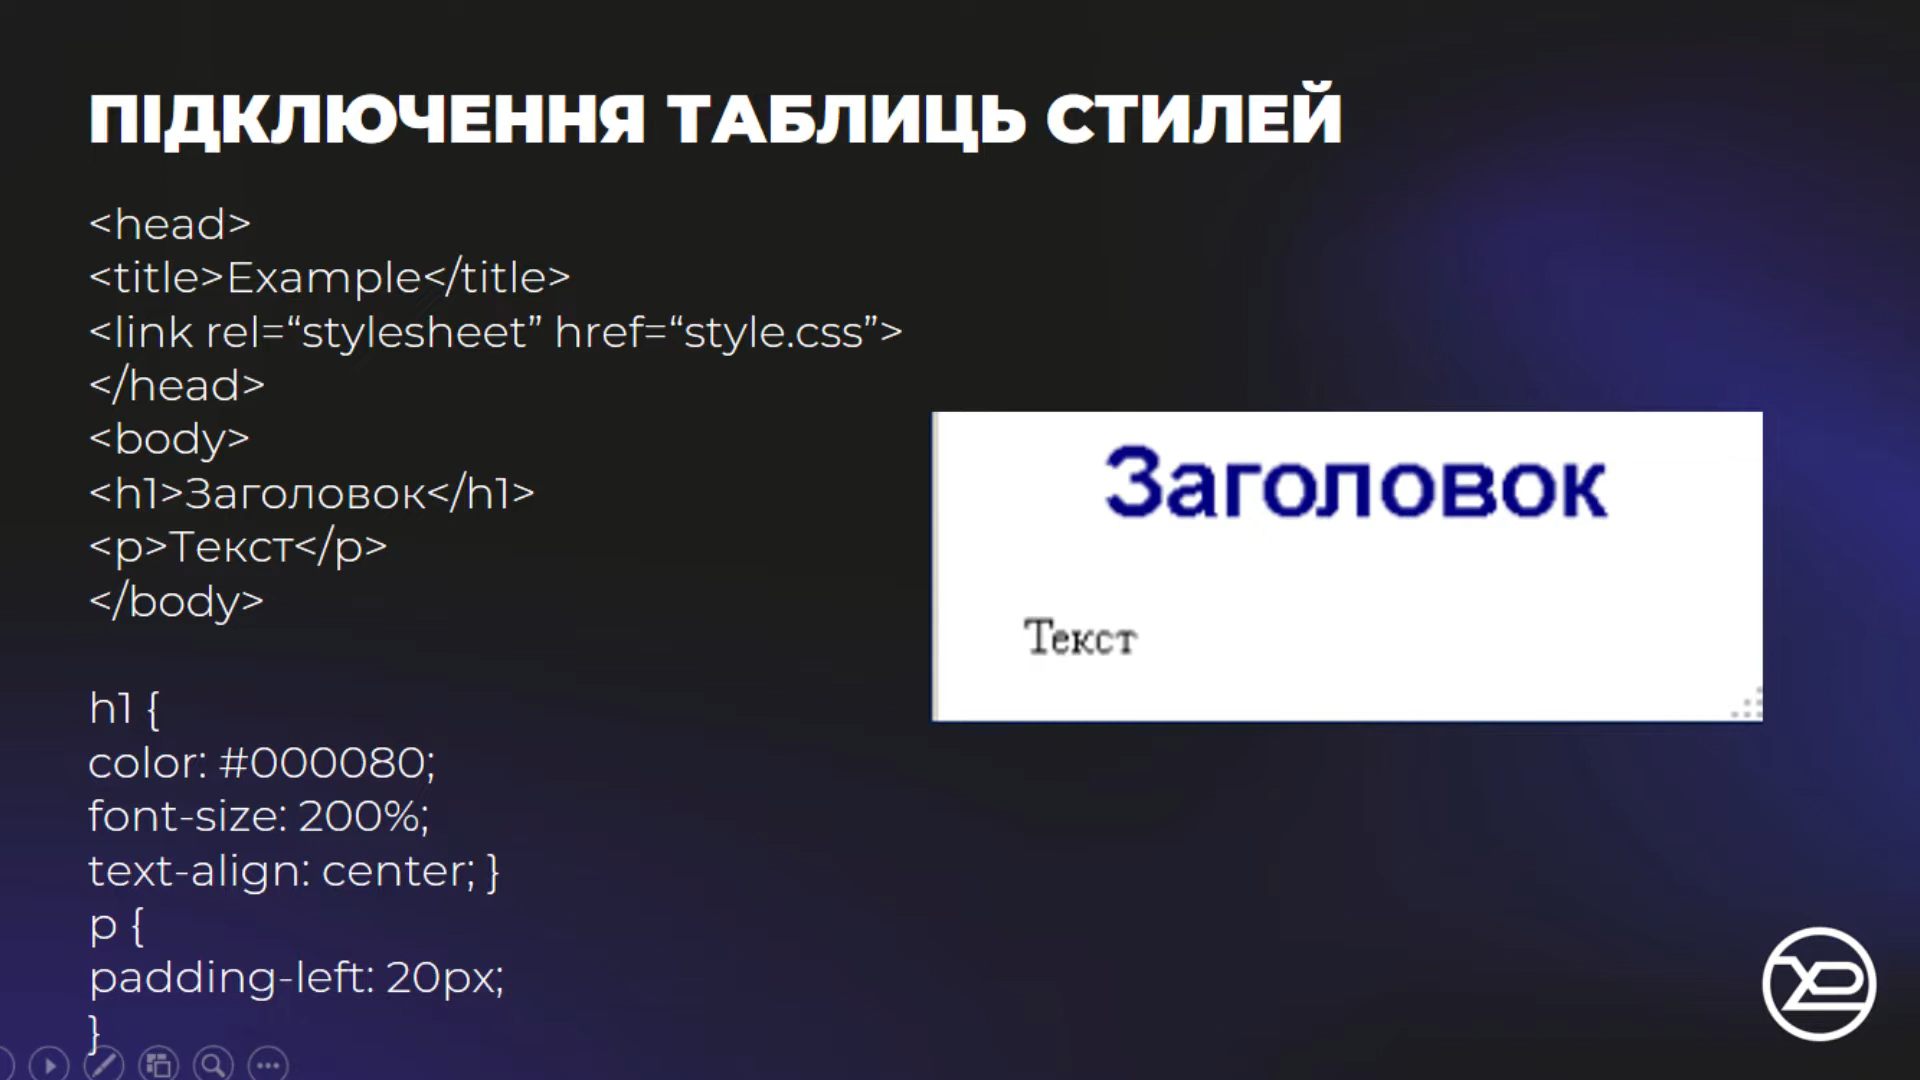 ПІДКЛЮЧЕННЯ ТАБЛИЦЬ СТИЛЕЙ
<head>
<title>Example</title>
<link rel=“stylesheet” href=“style.css”>
</head>
<body>
<h1>Заголовок</h1>
<p>Текст</p>
</body>
h1 {
color: #000080;
font-size: 200%;
text-align: center; }
p {
padding-left: 20px;
}
Заголовок
Текст